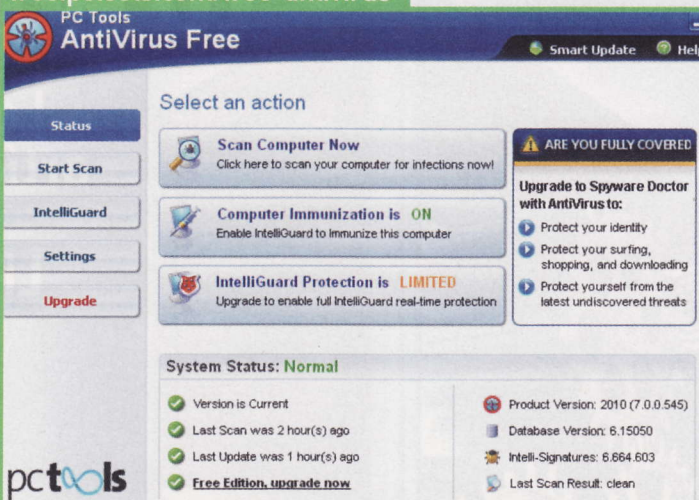 PC Tools
AntiVirus Free
Smart Update
Status
Start Scan
IntelliGuard
Settings
Upgrade
Select an action
Scan Computer Now
Click here to scan your computer for infections now!
Computer Immunization is ON
Enable IntelliGuard to Immunize this computer
IntelliGuard Protection is LIMITED
Upgrade to enable full IntelliGuard real-time protection
ARE YOU FULLY COVERED
Upgrade to Spyware Doctor
with AntiVirus to:
Protect your identity
Protect your surfing,
shopping, and downloading
Protect yourself from the
latest undiscovered threats
System Status: Normal
Version is Current
Last Scan was 2 hour(s) ago
Last Update was 1 hour(s) ago
Free Edition, upgrade now
Product Version: 2010 (7.0.0.545)
Database Version: 6.15050
Intelli-Signatures: 6.664.603
Last Scan Result: clean
pctools